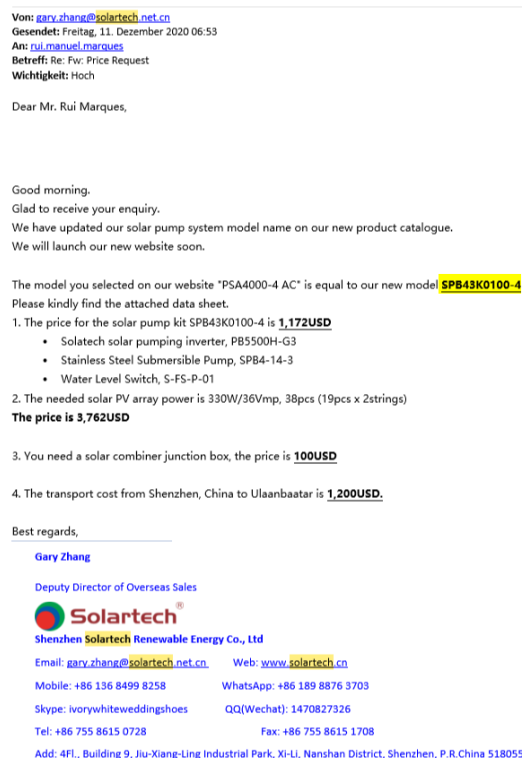 Von: gary.zhang@solartech.net.cn
Gesendet: Freitag, 11. Dezember 2020 06:53
An: rui.manuel.marques
Betreff: Re: Fw: Price Request
Wichtigkeit: Hoch
Dear Mr. Rui Marques,
Good morning.
Glad to receive your enquiry.
We have updated our solar pump system model name on our new product catalogue.
We will launch our new website soon.
The model you selected on our website "PSA4000-4 AC" is equal to our new model SPB43K0100-4
Please kindly find the attached data sheet.
1. The price for the solar pump kit SPB43K0100-4 is 1,172USD
• Solatech solar pumping inverter, PB5500H-G3
• Stainless Steel Submersible Pump, SPB4-14-3
• Water Level Switch, S-FS-P-01
2. The needed solar PV array power is 330W/36Vmp, 38pcs (19pcs x 2strings)
The price is 3,762USD
3. You need a solar combiner junction box, the price is 100USD
4. The transport cost from Shenzhen, China to Ulaanbaatar is 1,200USD.
Best regards,
Gary Zhang
Deputy Director of Overseas Sales
Solartech®
Shenzhen Solartech Renewable Energy Co., Ltd
Email: gary.zhang@solartech.net.cn Web: www.solartech.cn
Mobile: +86 136 8499 8258 WhatsApp: +86 189 8876 3703
Skype: ivorywhiteweddingshoes QQ(Wechat): 1470827326
Tel: +86 755 8615 0728 Fax: +86 755 8615 1708
Add: 4Fl., Building 9, Jiu-Xiang-Ling Industrial Park, Xi-Li, Nanshan District, Shenzhen, P.R.China 518055